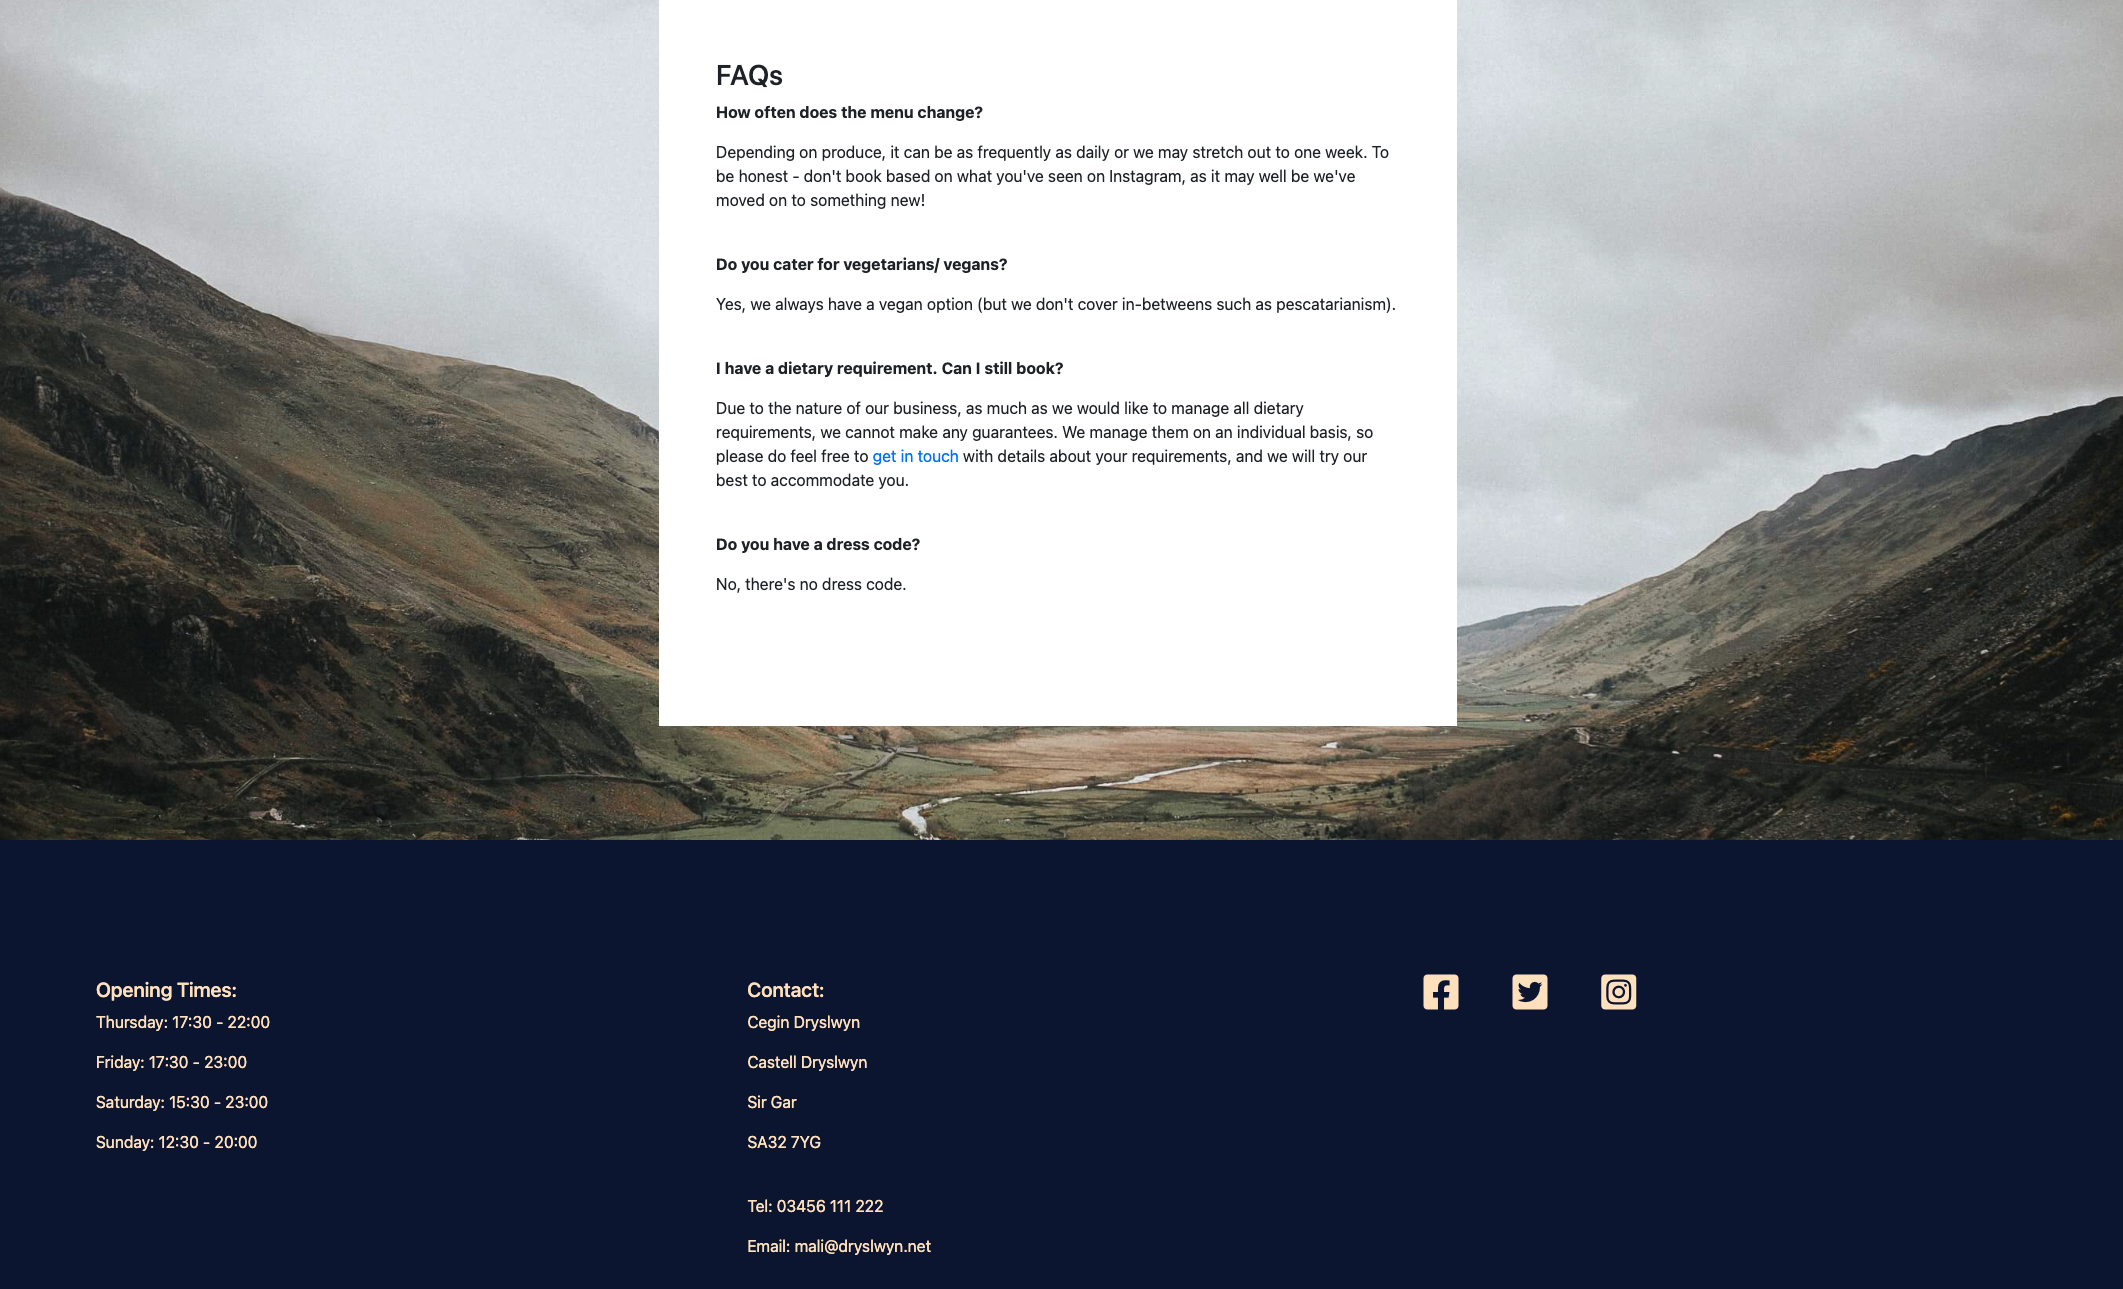 FAQs
How often does the menu change?
Depending on produce, it can be as frequently as daily or we may stretch out to one week. To
be honest - don't book based on what you've seen on Instagram, as it may well be we've
moved on to something new!
Do you cater for vegetarians/ vegans?
Yes, we always have a vegan option (but we don't cover in-betweens such as pescatarianism).
I have a dietary requirement. Can I still book?
Due to the nature of our business, as much as we would like to manage all dietary
requirements, we cannot make any guarantees. We manage them on an individual basis, so
please do feel free to get in touch with details about your requirements, and we will try our
best to accommodate you.
Do you have a dress code?
No, there's no dress code.
Opening Times:
Thursday: 17:30 - 22:00
Friday: 17:30 - 23:00
Saturday: 15:30 - 23:00
Sunday: 12:30 - 20:00
Contact:
Cegin Dryslwyn
Castell Dryslwyn
Sir Gar
SA32 7YG
Tel: 03456 111 222
Email: mali@dryslwyn.net